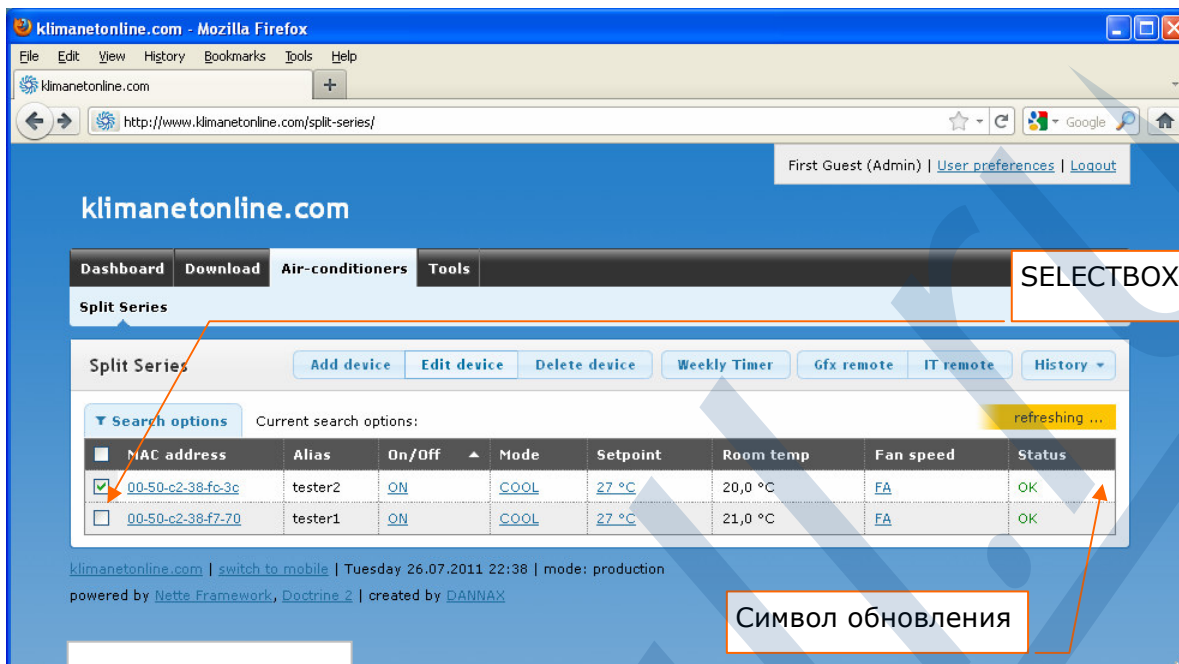 klimanetonline.com - Mozilla Firefox
File Edit View History Bookmarks Tools Help
klimanetonline.com +
http://www.klimanetonline.com/split-series/ Google
First Guest (Admin) | User preferences | Logout
klimanetonline.com
Dashboard Download Air-conditioners Tools
SELECTBOX
Split Series
Split Series Add device Edit device Delete device Weekly Timer Gfx remote IT remote History
Search options Current search options: refreshing ...
MAC address Alias On/Off Mode Setpoint Room temp Fan speed Status
00-50-c2-38-fc-3c tester2 ON COOL 27 °C 20,0 °C FA OK
00-50-c2-38-f7-70 tester1 ON COOL 27 °C 21,0 °C FA OK
klimanetonline.com | switch to mobile | Tuesday 26.07.2011 22:38 | mode: production
powered by Nette Framework, Doctrine 2 | created by DANNAX
Символ обновления